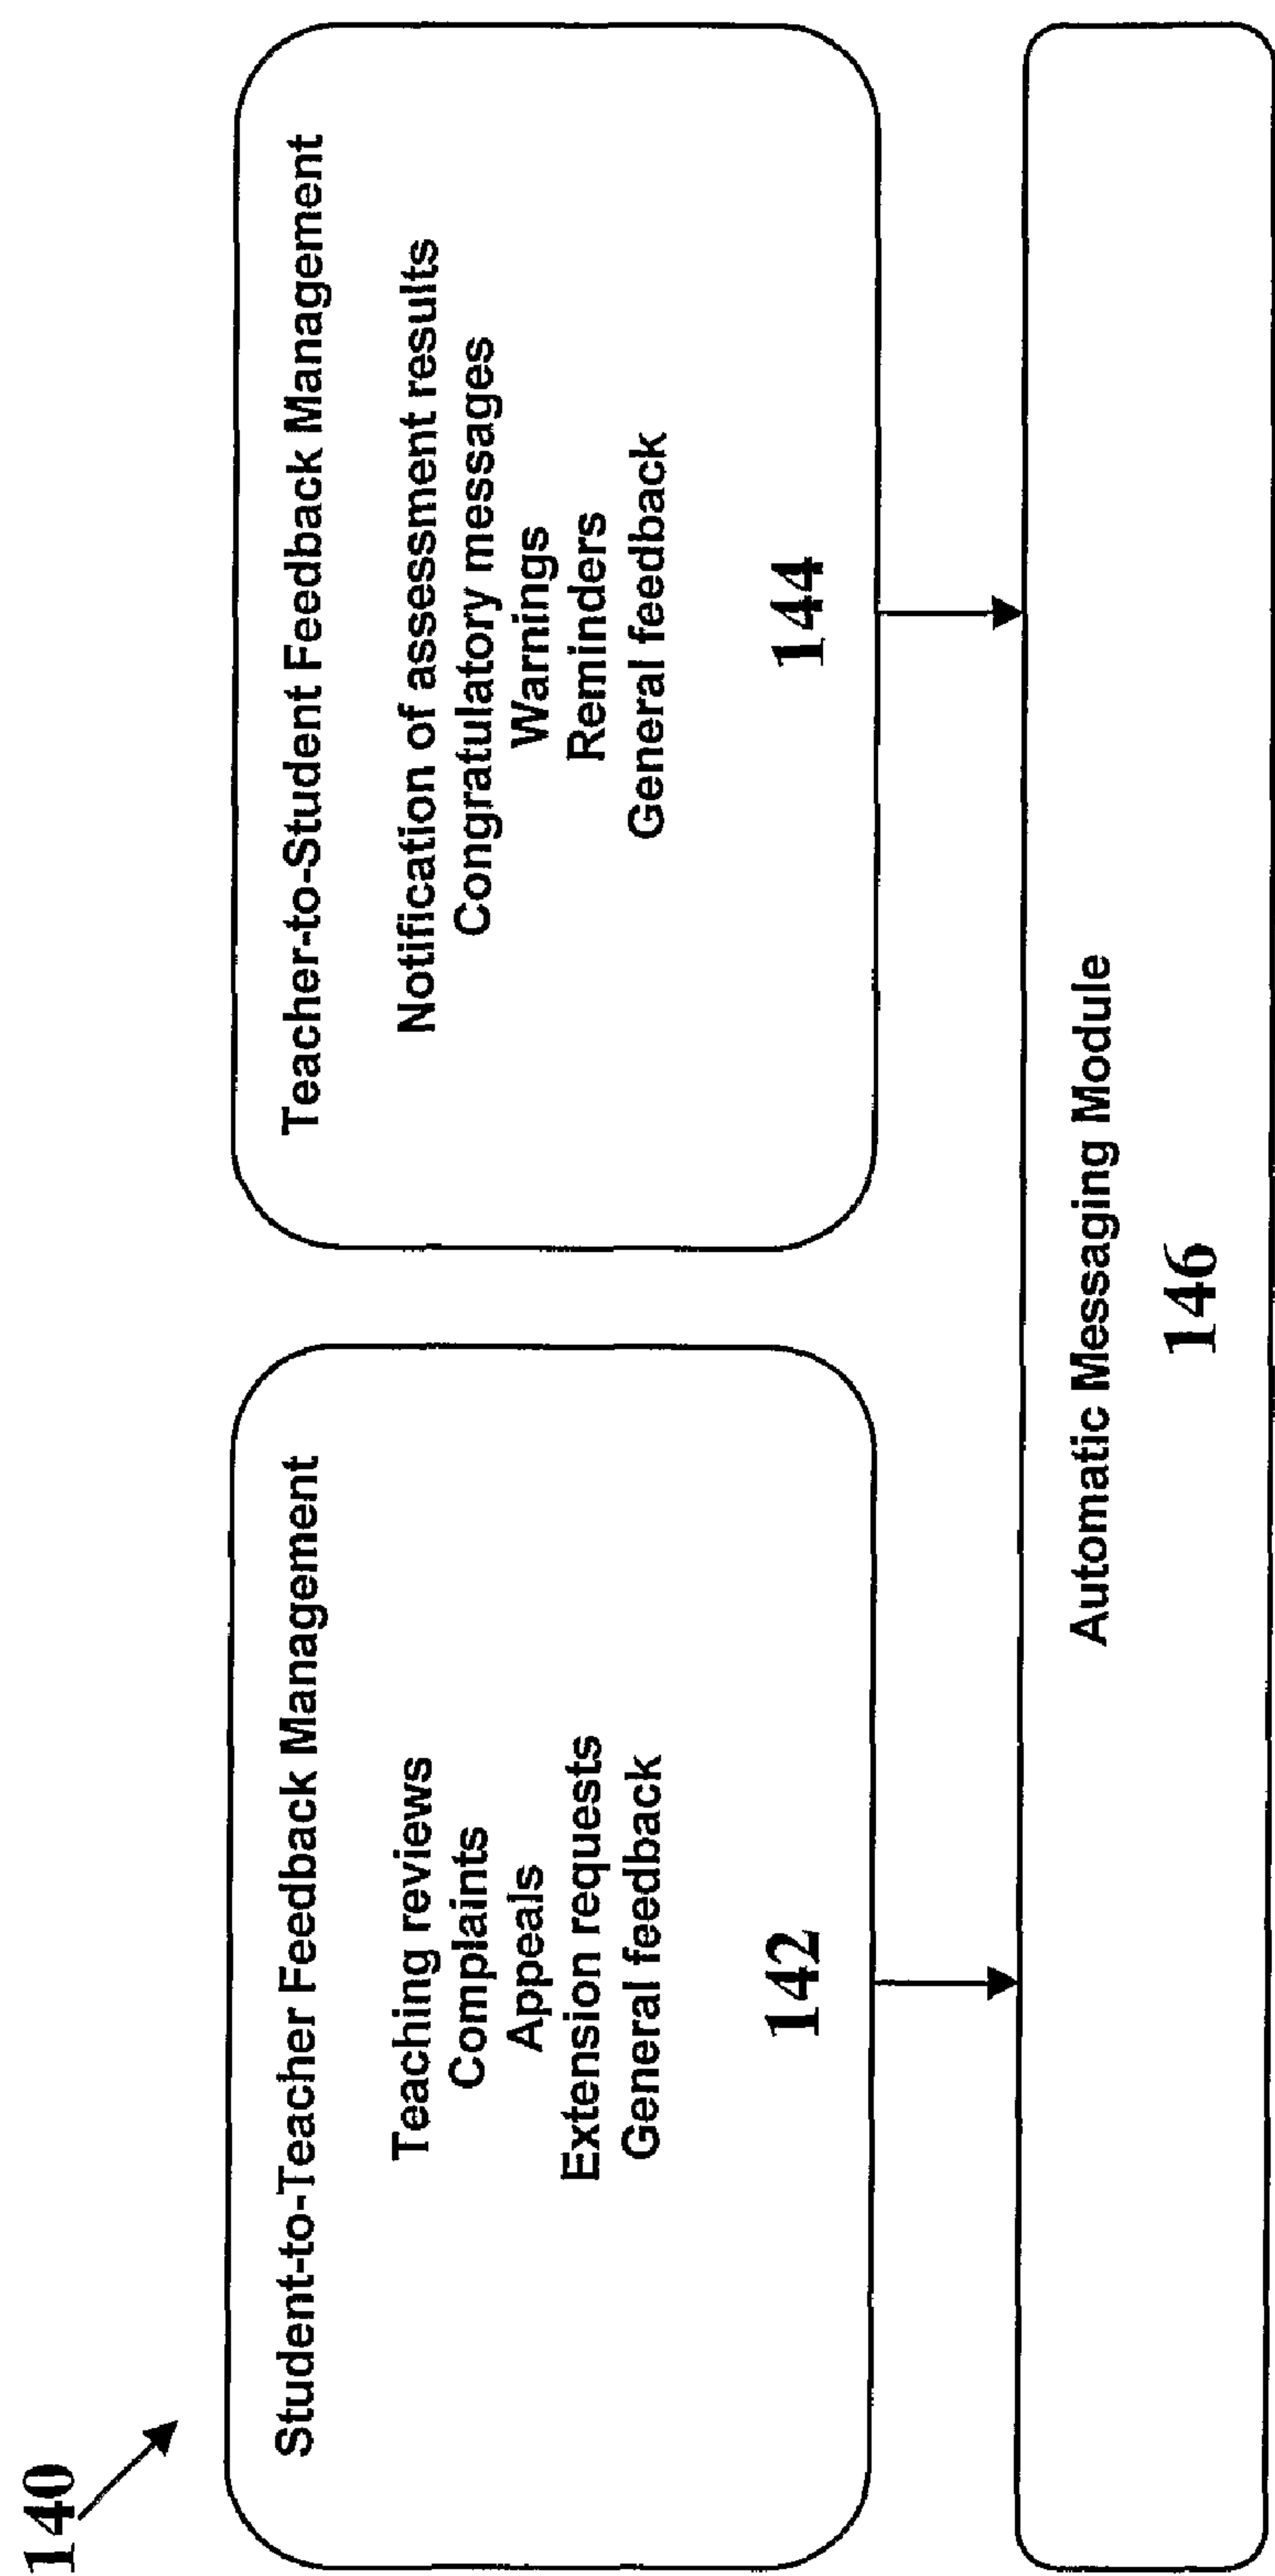 140
Student-to-Teacher Feedback Management
Teaching reviews
Complaints
Appeals
Extension requests
General feedback
142
Teacher-to-Student Feedback Management
Notification of assessment results
Congratulatory messages
Warnings
Reminders
General feedback
144
Automatic Messaging Module
146